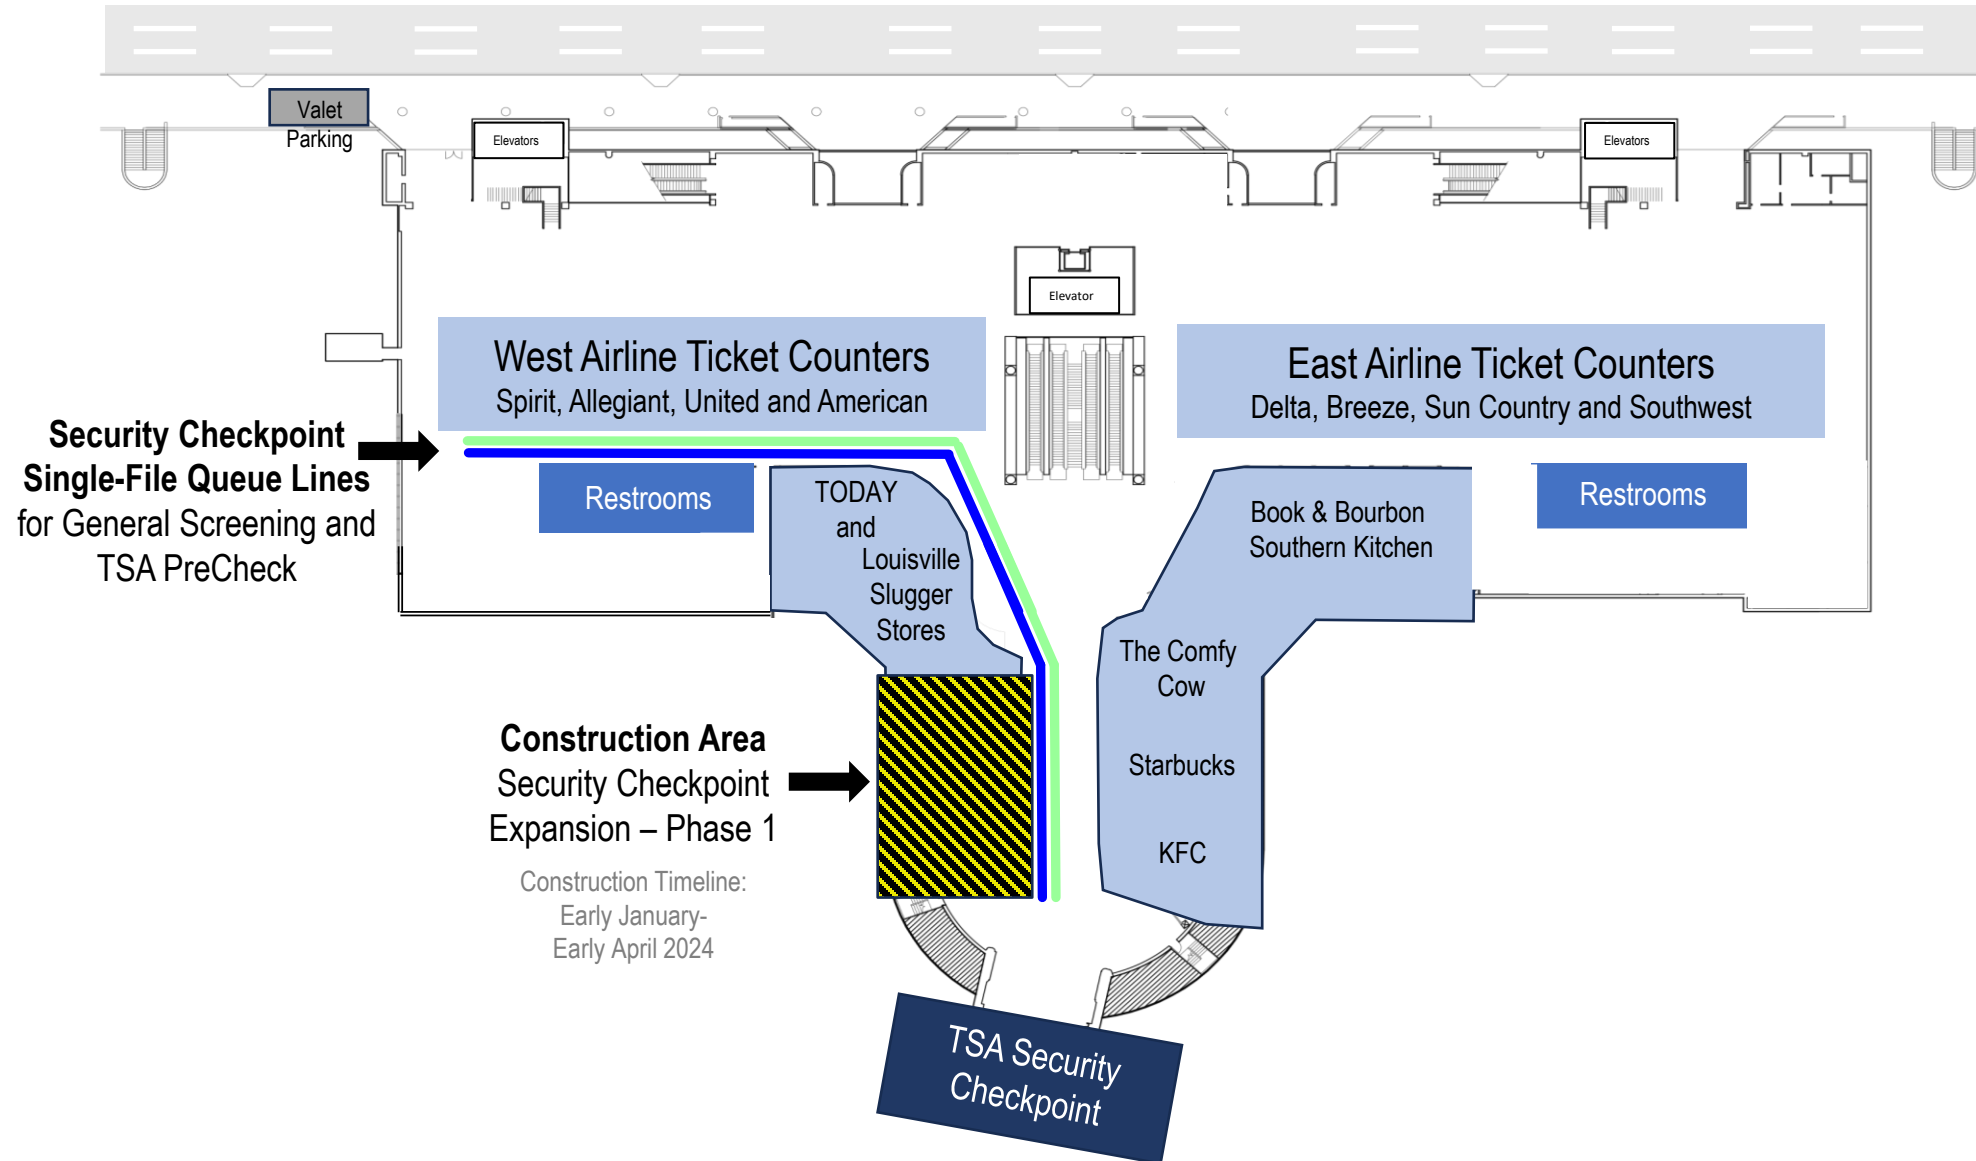 Valet
Parking
Elevators
Elevators
Elevator
West Airline Ticket Counters
Spirit, Allegiant, United and American
East Airline Ticket Counters
Delta, Breeze, Sun Country and Southwest
Security Checkpoint
Single-File Queue Lines
for General Screening and
TSA PreCheck
Restrooms
TODAY
and
Louisville
Slugger
Stores
Book & Bourbon
Southern Kitchen
Restrooms
The Comfy
Cow
Starbucks
KFC
Construction Area
Security Checkpoint
Expansion – Phase 1
Construction Timeline:
Early January-
Early April 2024
TSA Security
Checkpoint